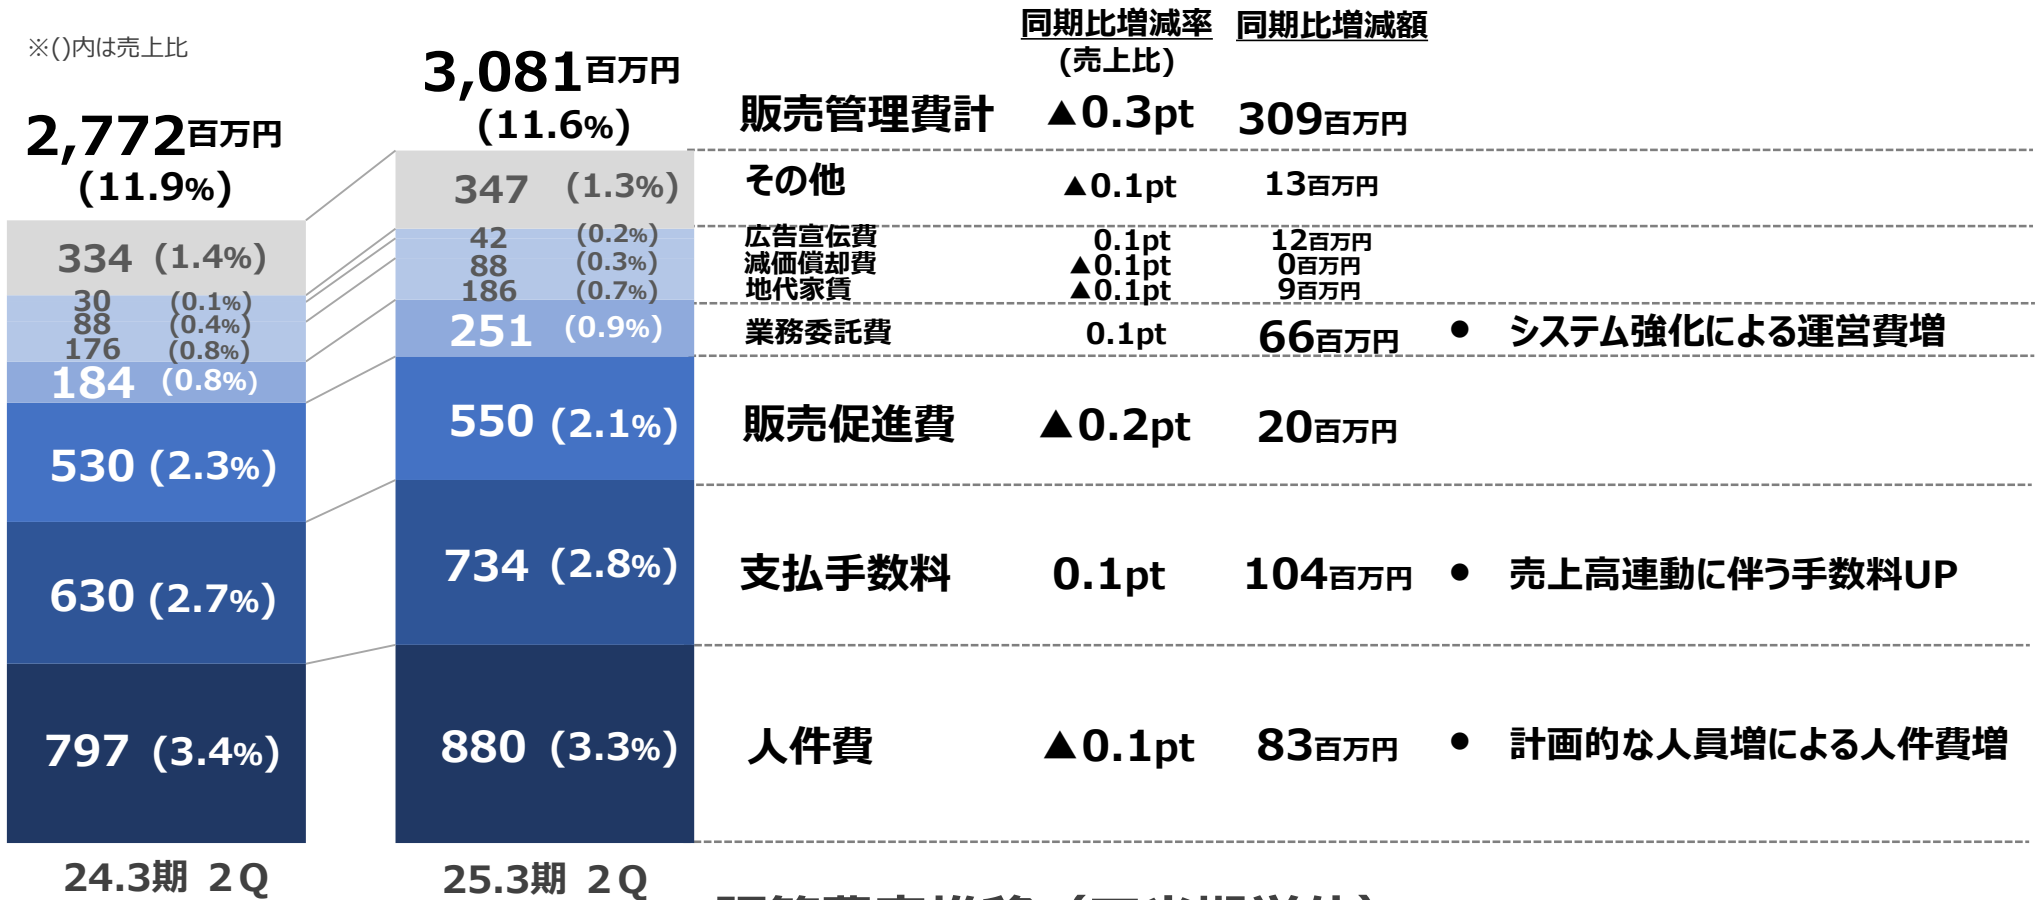 ※()内は売上比
2,772百万円
(11.9%)
334 (1.4%)
30 (0.1%)
88 (0.4%)
176 (0.8%)
184 (0.8%)
530 (2.3%)
630 (2.7%)
797 (3.4%)
24.3期 2Q
3,081百万円
(11.6%)
347 (1.3%)
42 (0.2%)
88 (0.3%)
186 (0.7%)
251 (0.9%)
550 (2.1%)
734 (2.8%)
880 (3.3%)
25.3期 2Q
同期比増減率 同期比増減額
(売上比)
販売管理費計 ▲0.3pt 309百万円
その他 ▲0.1pt 13百万円
広告宣伝費 0.1pt 12百万円
減価償却費 ▲0.1pt 0百万円
地代家賃 ▲0.1pt 9百万円
業務委託費 0.1pt 66百万円 ● システム強化による運営費増
販売促進費 ▲0.2pt 20百万円
支払手数料 0.1pt 104百万円 ● 売上高連動に伴う手数料UP
人件費 ▲0.1pt 83百万円 ● 計画的な人員増による人件費増